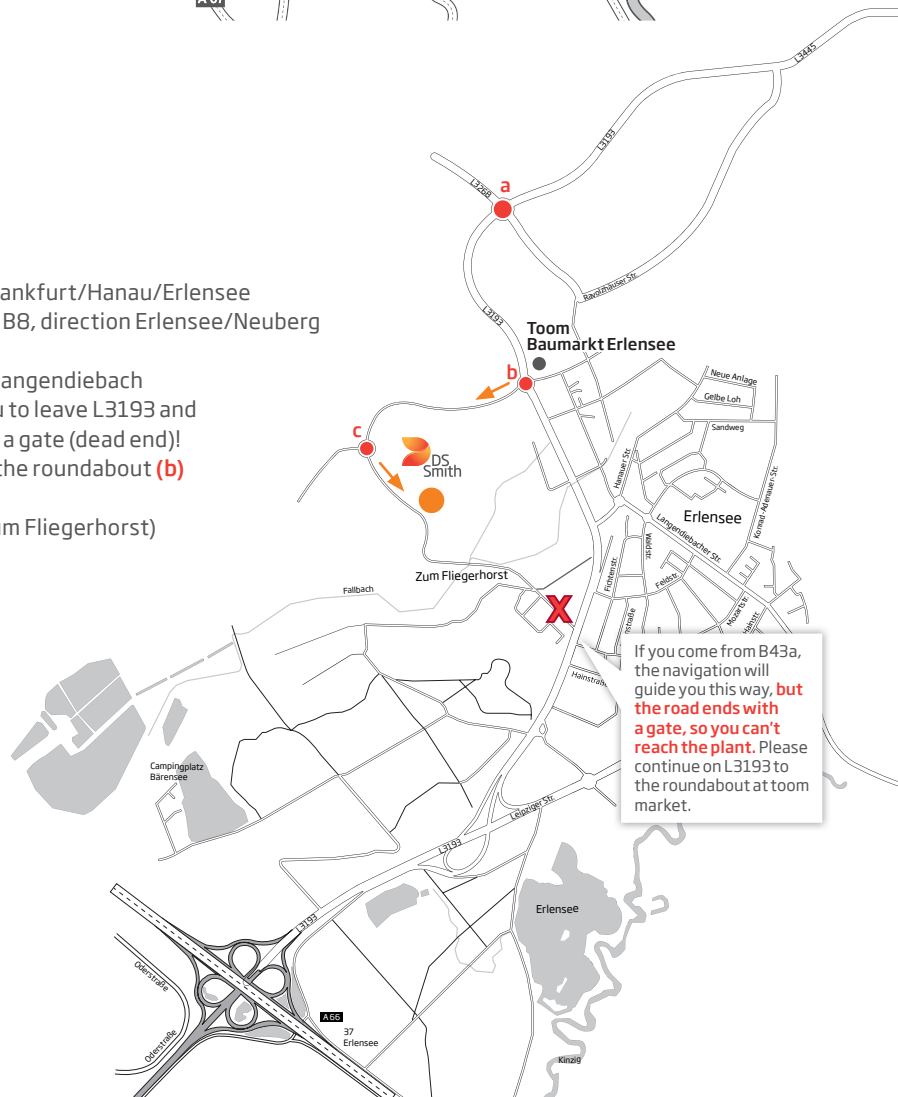 L3445
L3193
a
L3268
Ravolzhäuser Str.
ankfurt/Hanau/Erlensee
B8, direction Erlensee/Neuberg
L3193
Toom
Baumarkt Erlensee
b
angendiebach
u to leave L3193 and
a gate (dead end)!
the roundabout (b)
um Fliegerhorst)
Neue Anlage
Gelbe Loh
Sandweg
c
DS
Smith
Hanauer Str.
Erlensee
Konrad-Adenauer-Str.
Langendiebacher Str.
Waldstr.
Fichtenstr.
Feldstr.
Zum Fliegerhorst
Fallbach
X
Mozartstr.
Hainstr.
nstraße
Hainstraße
If you come from B43a,
the navigation will
guide you this way, but
the road ends with
a gate, so you can't
reach the plant. Please
continue on L3193 to
the roundabout at toom
market.
Campingplatz
Bärensee
Leipziger Str.
L3193
L3193
Erlensee
Oderstraße
Oderstraße
A 66
37
Erlensee
Kinzig